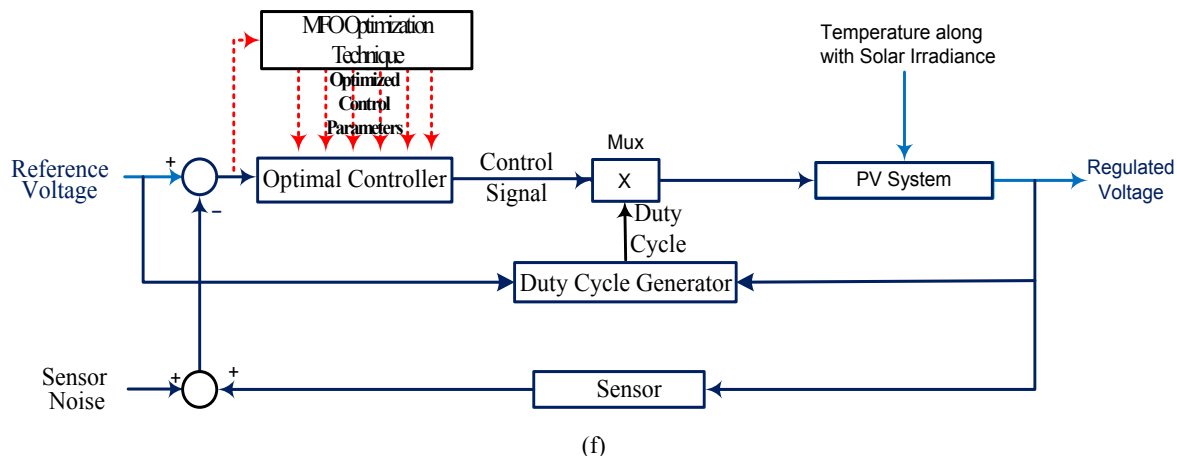 MFO Optimization
Technique
Optimized
Control
Parameters
Temperature along
with Solar Irradiance
Reference
Voltage
+
−
Optimal Controller
Control
Signal
Mux
X
PV System
Regulated
Voltage
Duty
Cycle
Duty Cycle Generator
Sensor
Noise
+
+
Sensor
(f)